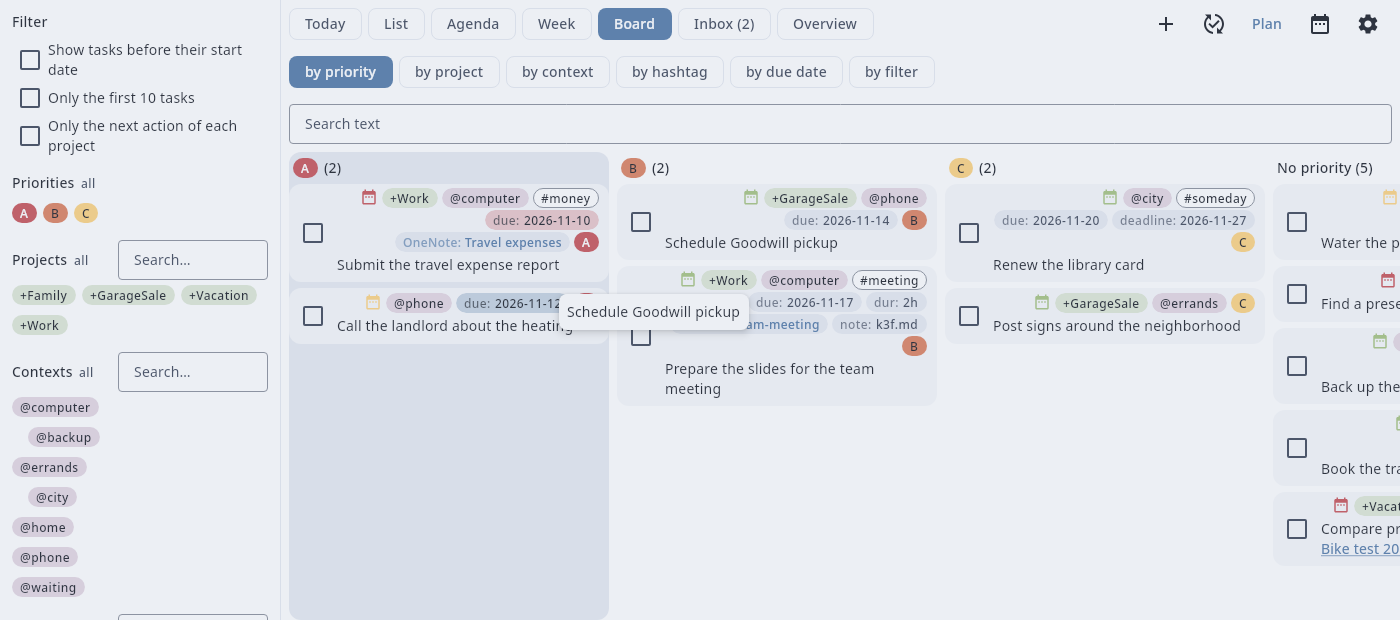 Filter
Show tasks before their start
date
Only the first 10 tasks
Only the next action of each
project
Priorities all
A B C
Projects all Search...
+Family +GarageSale +Vacation
+Work
Contexts all Search...
@computer
@backup
@errands
@city
@home
@phone
@waiting
Today List Agenda Week Board Inbox (2) Overview Plan
by priority by project by context by hashtag by due date by filter
Search text
A (2)
+Work @computer #money
due: 2026-11-10
OneNote: Travel expenses A
Submit the travel expense report
@phone due: 2026-11-12
Call the landlord about the heating
Schedule Goodwill pickup
B (2)
+GarageSale @phone
due: 2026-11-14 B
Schedule Goodwill pickup
+Work @computer #meeting
due: 2026-11-17 dur: 2h
am-meeting note: k3f.md
B
Prepare the slides for the team
meeting
C (2)
@city #someday
due: 2026-11-20 deadline: 2026-11-27
C
Renew the library card
+GarageSale @errands C
Post signs around the neighborhood
No priority (5)
Water the p
Find a prese
Back up the
Book the tra
+Vacat
Compare pr
Bike test 20